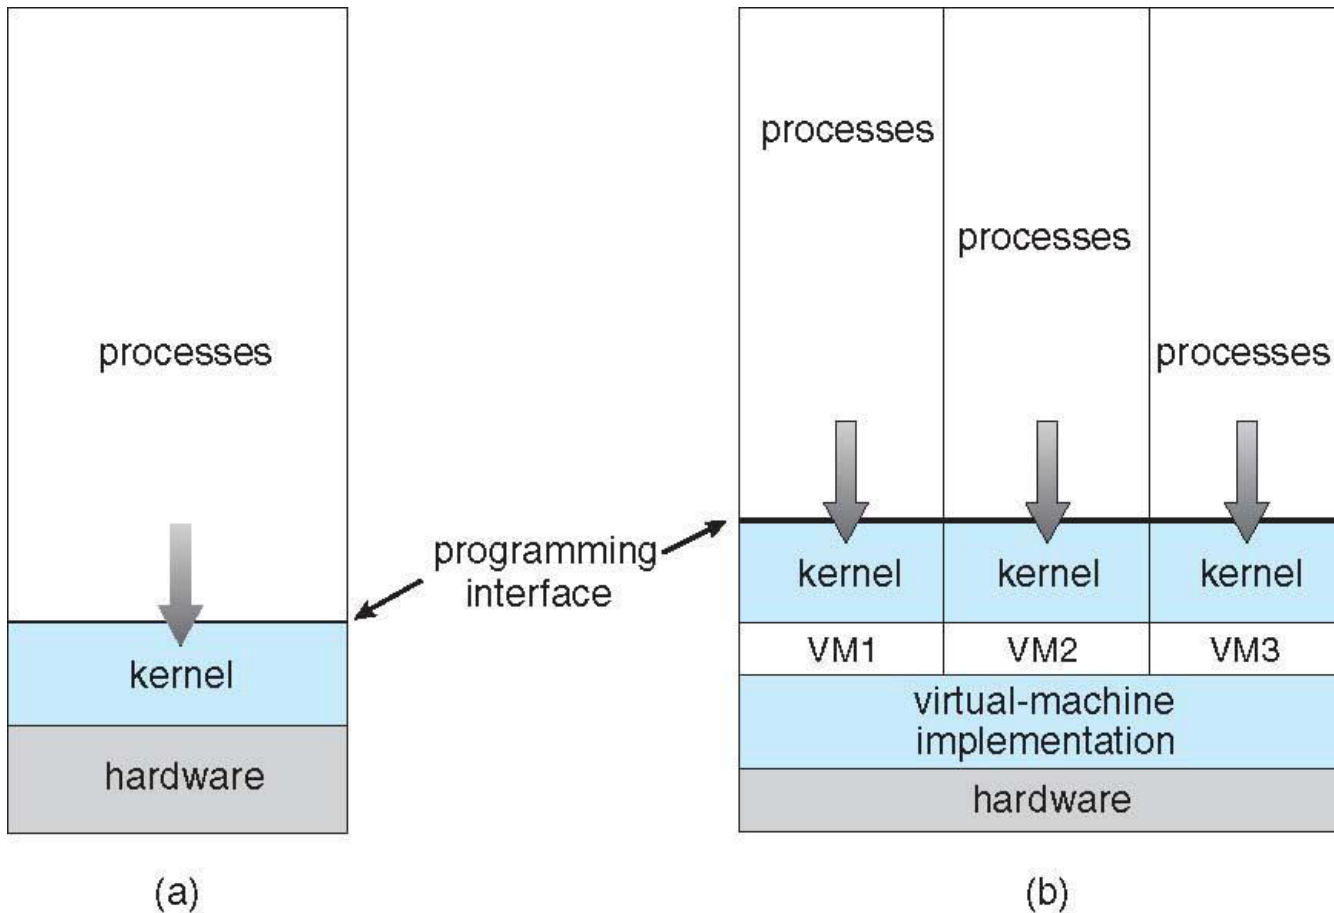 processes
kernel
hardware
(a)
programming
interface
processes
processes
processes
kernel
kernel
kernel
VM1
VM2
VM3
virtual-machine
implementation
hardware
(b)